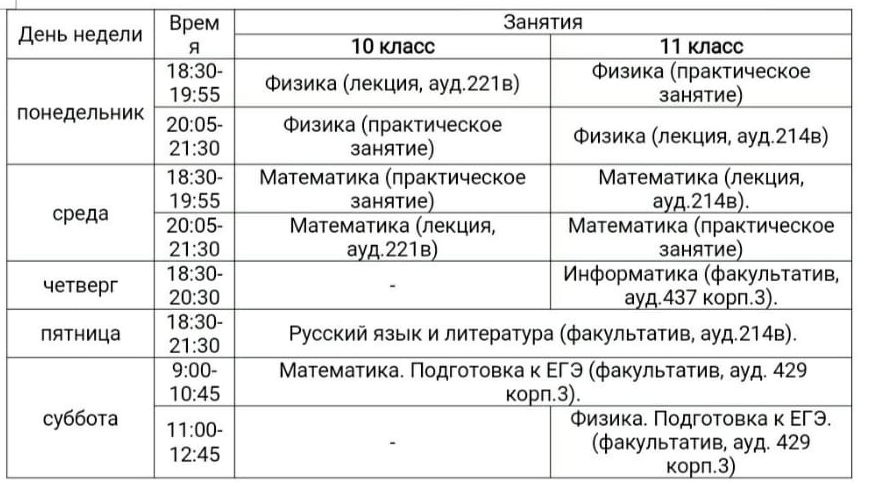 День недели
Врем
я
Занятия
10 класс
11 класс
понедельник
18:30-
19:55
Физика (лекция, ауд.221в)
Физика (практическое
занятие)
20:05-
21:30
Физика (практическое
занятие)
Физика (лекция, ауд.214в)
среда
18:30-
19:55
Математика (практическое
занятие)
Математика (лекция,
ауд.214в).
20:05-
21:30
Математика (лекция,
ауд.221в)
Математика (практическое
занятие)
четверг
18:30-
20:30
-
Информатика (факультатив,
ауд.437 корп.3).
пятница
18:30-
21:30
Русский язык и литература (факультатив, ауд.214в).
суббота
9:00-
10:45
Математика. Подготовка к ЕГЭ (факультатив, ауд. 429
корп.3).
11:00-
12:45
-
Физика. Подготовка к ЕГЭ.
(факультатив, ауд. 429
корп.3)